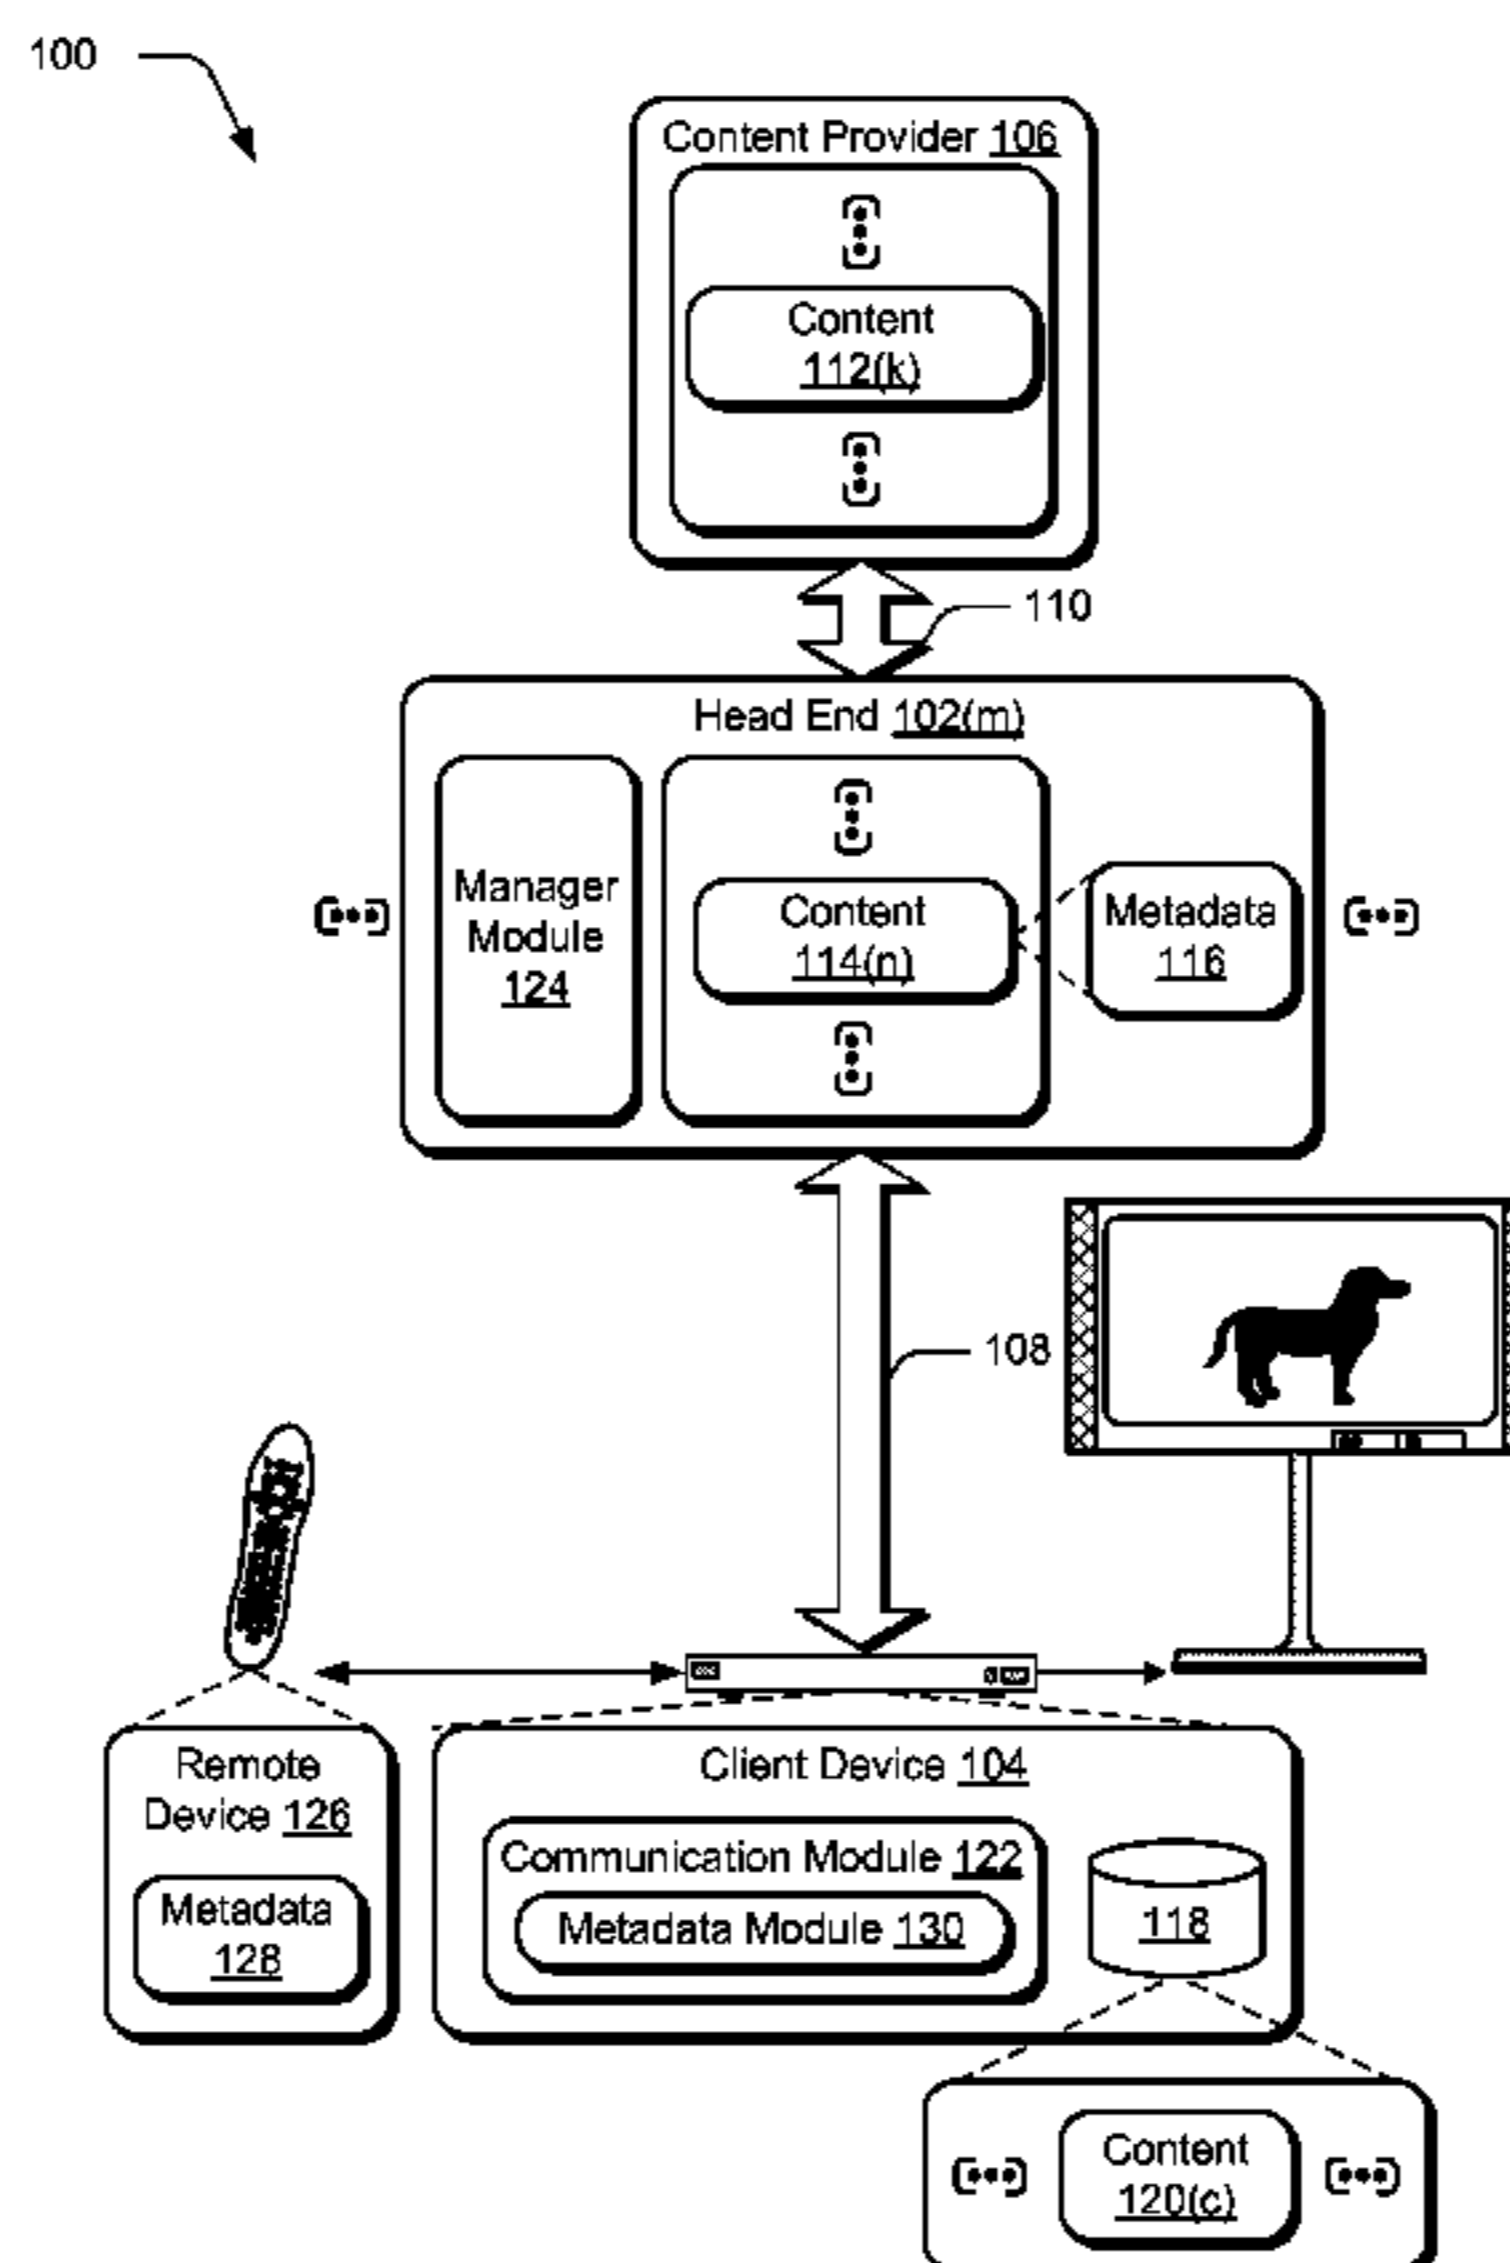 100
Content Provider 106
Content
112(k)
110
Head End 102(m)
Manager
Module
124
Content
114(n)
Metadata
116
108
Remote
Device 126
Metadata
128
Client Device 104
Communication Module 122
Metadata Module 130
118
Content
120(c)